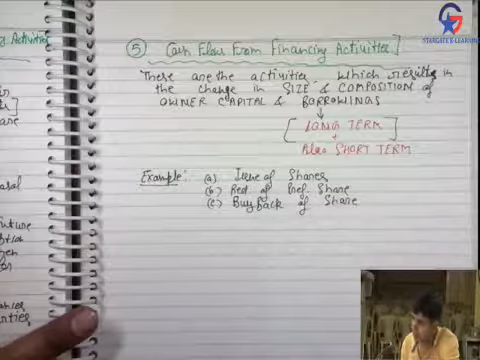 STARGATE E-LEARNING
ng Activities
5 Cash Flow From Financing Activities]
These are the activities which results in
the change in SIZE & COMPOSITION of
OWNER CAPITAL & BORROWINGS
↓
[LONG TERM]
+
Also SHORT TERM
Example: (a) Issue of Shares
(b) Red. of Pref. Share
(c) Buy Back of Share